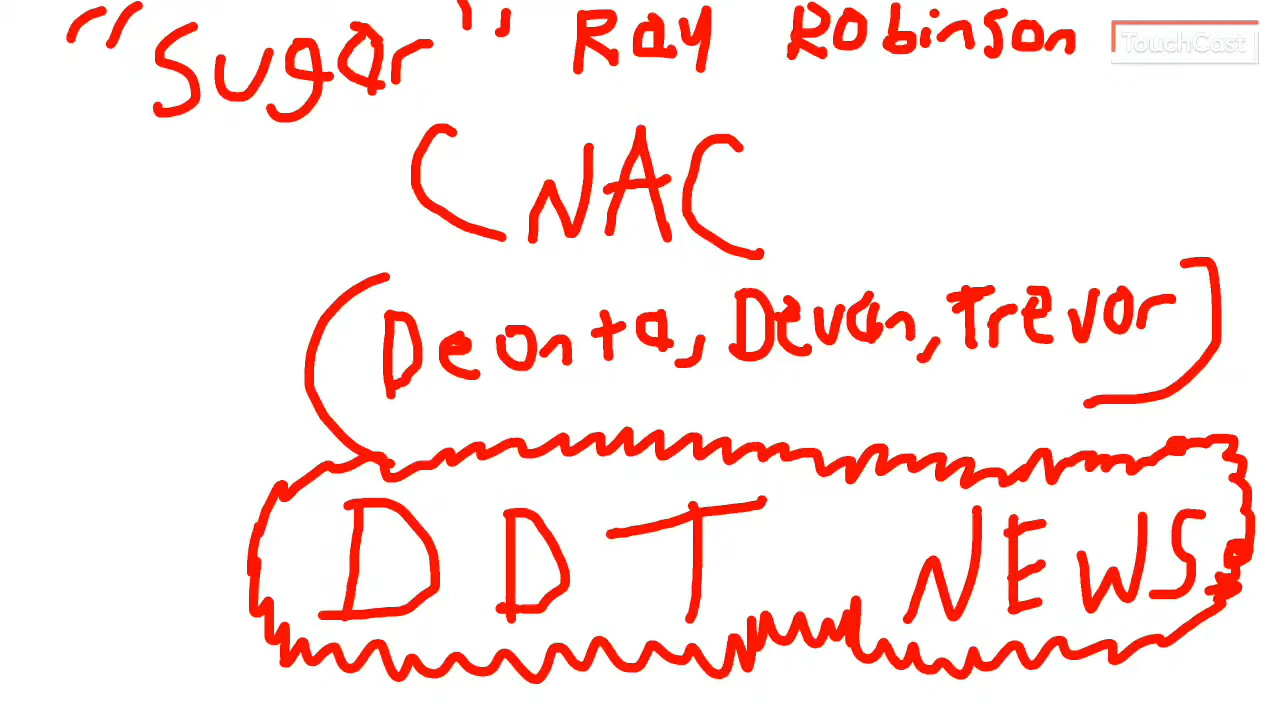 "Sugar" Ray Robinson
TouchCast
CNAC
(Deonta, Devan, Trevor)
DDT NEWS